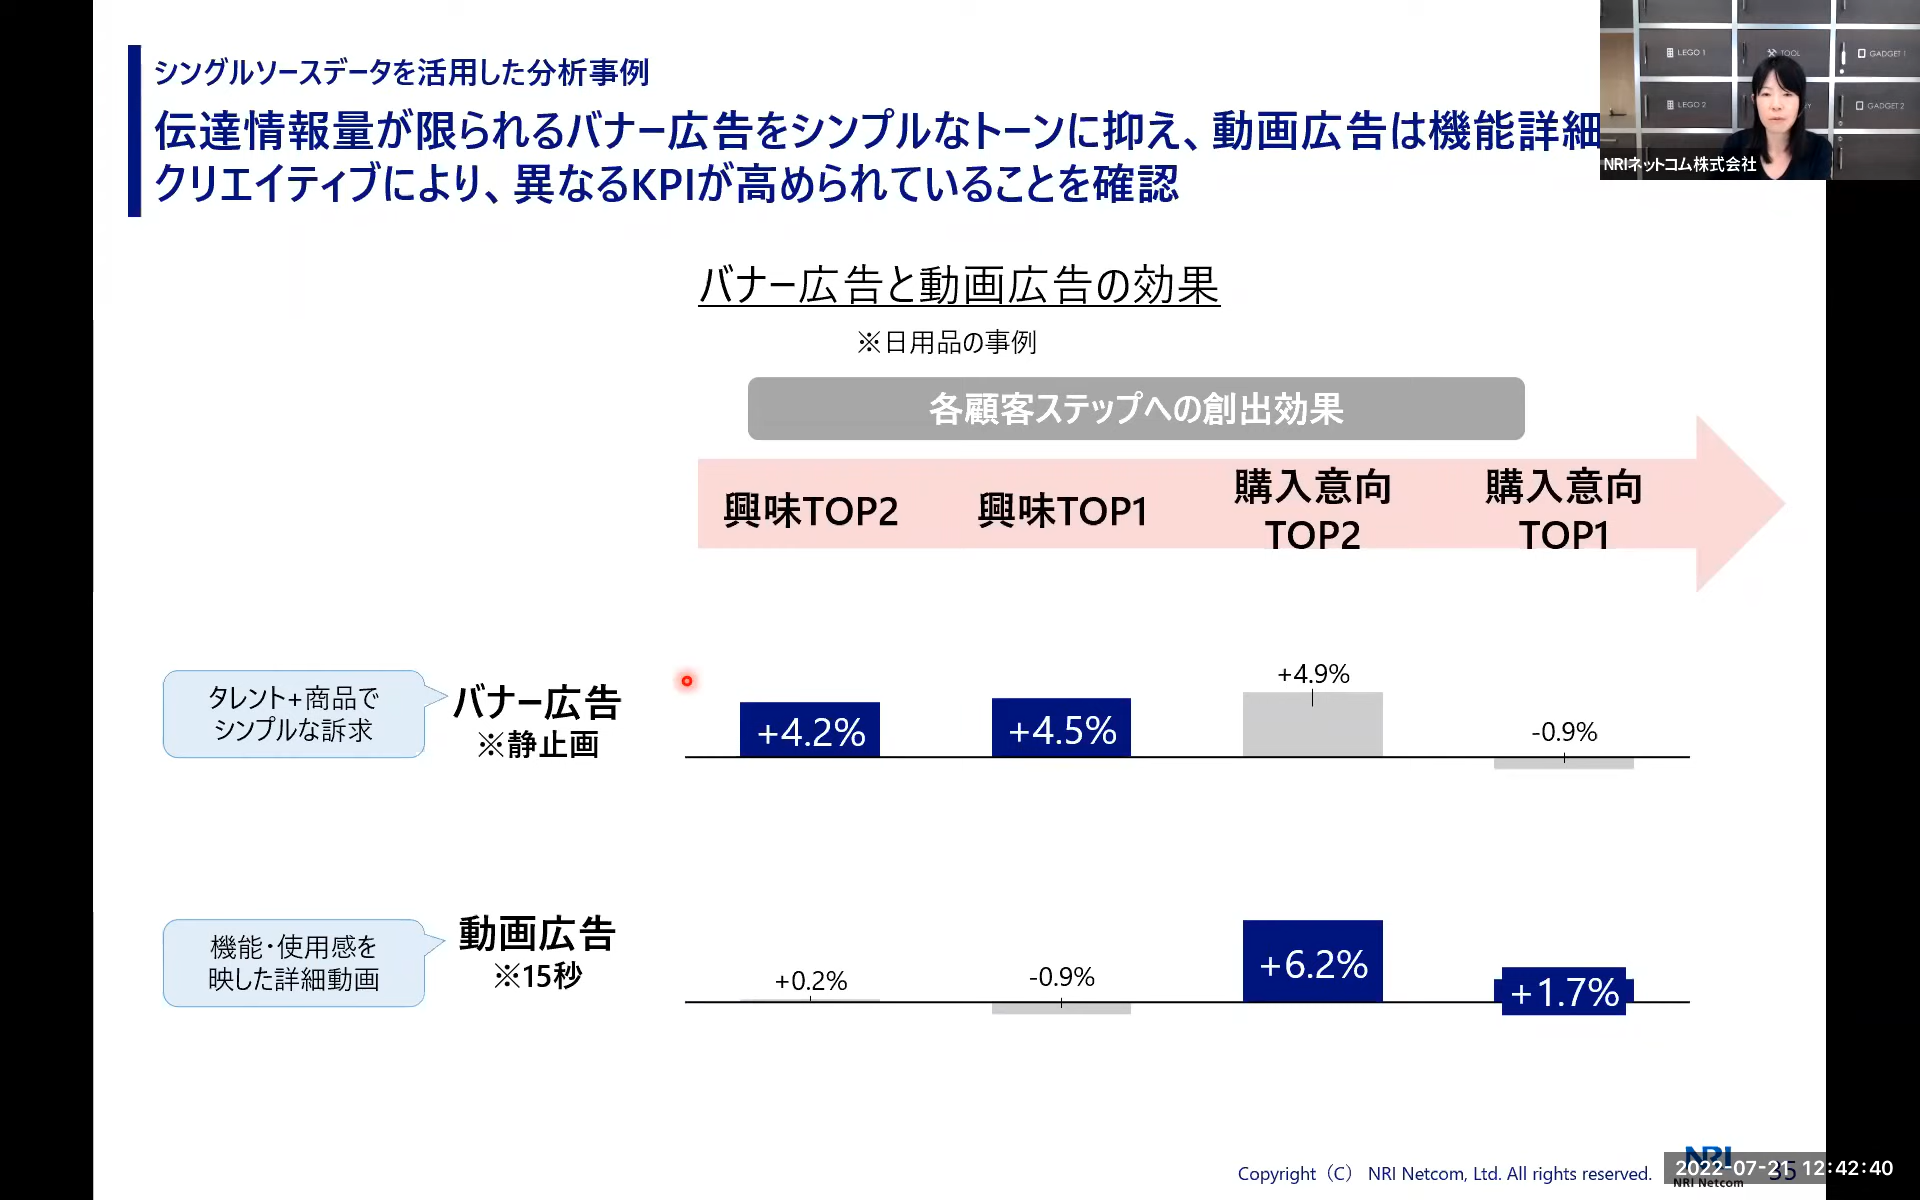 シングルソースデータを活用した分析事例
伝達情報量が限られるバナー広告をシンプルなトーンに抑え、動画広告は機能詳細
クリエイティブにより、異なるKPIが高められていることを確認
LEGO 1
TOOL
GADGET 1
LEGO 2
GADGET 2
NRIネットコム株式会社
バナー広告と動画広告の効果
※日用品の事例
各顧客ステップへの創出効果
興味TOP2
興味TOP1
購入意向
TOP2
購入意向
TOP1
タレント+商品で
シンプルな訴求
バナー広告
※静止画
+4.2%
+4.5%
+4.9%
-0.9%
機能・使用感を
映した詳細動画
動画広告
※15秒
+0.2%
-0.9%
+6.2%
+1.7%
Copyright（C） NRI Netcom, Ltd. All rights reserved.
NRI
NRI Netcom
2022-07-21 12:42:40